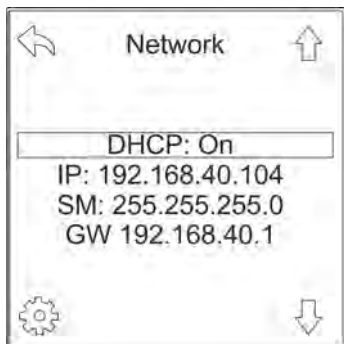 Network
DHCP: On
IP: 192.168.40.104
SM: 255.255.255.0
GW 192.168.40.1